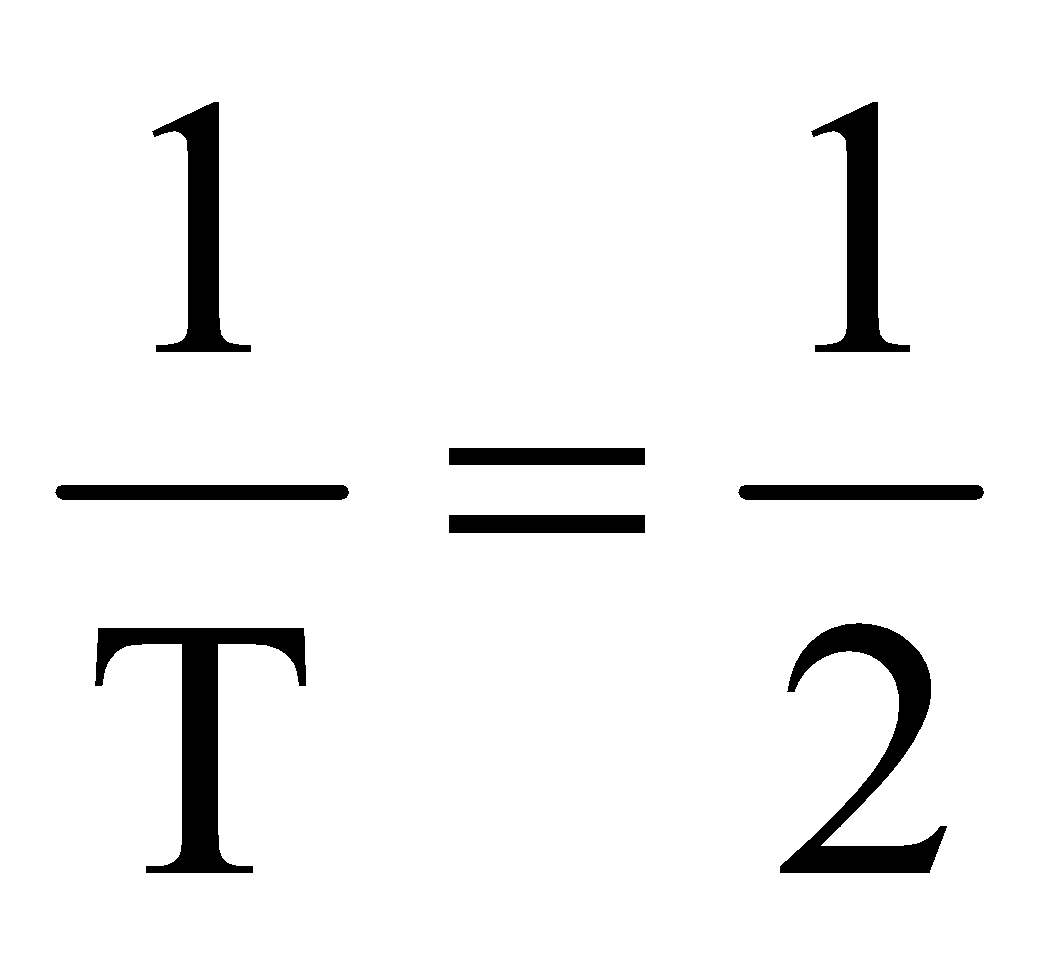 1/T = 1/2